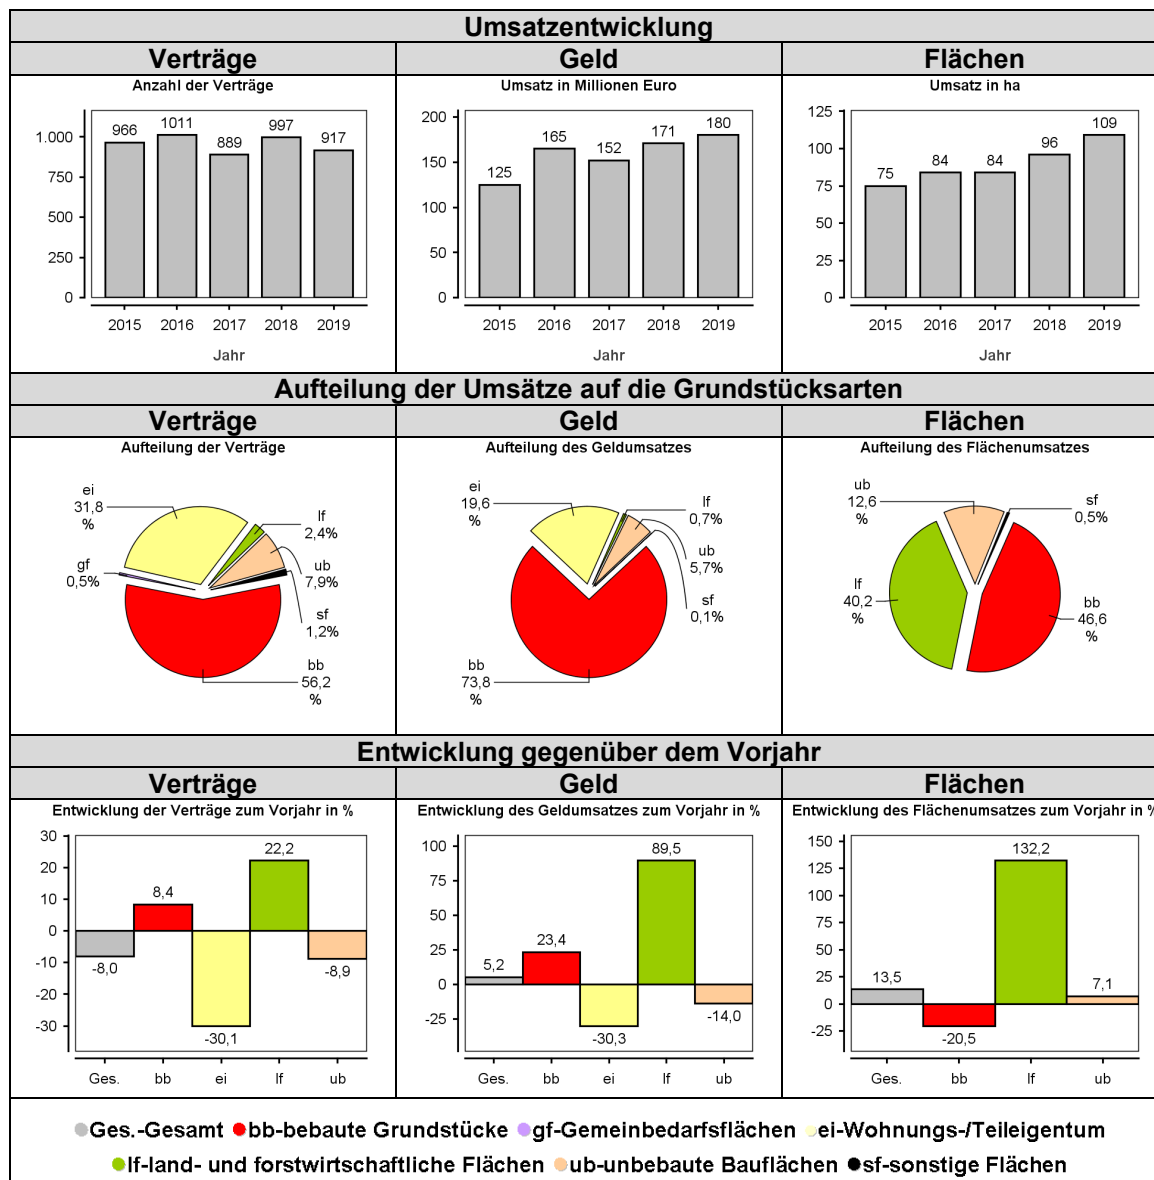 Umsatzentwicklung
Verträge
Geld
Flächen
Anzahl der Verträge
1.000
750
500
250
0
966
1011
889
997
917
2015 2016 2017 2018 2019
Jahr
Umsatz in Millionen Euro
200
150
100
50
0
125
165
152
171
180
2015 2016 2017 2018 2019
Jahr
Umsatz in ha
125
100
75
50
25
0
75
84
84
96
109
2015 2016 2017 2018 2019
Jahr
Aufteilung der Umsätze auf die Grundstücksarten
Verträge
Geld
Flächen
Aufteilung der Verträge
ei
31,8
%
lf
2,4%
gf
0,5%
ub
7,9%
sf
1,2%
bb
56,2
%
Aufteilung des Geldumsatzes
ei
19,6
%
lf
0,7%
ub
5,7%
sf
0,1%
bb
73,8
%
Aufteilung des Flächenumsatzes
ub
12,6
%
sf
0,5%
lf
40,2
%
bb
46,6
%
Entwicklung gegenüber dem Vorjahr
Verträge
Geld
Flächen
Entwicklung der Verträge zum Vorjahr in %
30
20
10
0
-10
-20
-30
-8,0
8,4
-30,1
22,2
-8,9
Ges. bb ei lf ub
Entwicklung des Geldumsatzes zum Vorjahr in %
100
75
50
25
0
-25
5,2
23,4
-30,3
89,5
-14,0
Ges. bb ei lf ub
Entwicklung des Flächenumsatzes zum Vorjahr in %
150
125
100
75
50
25
0
-25
13,5
-20,5
132,2
7,1
Ges. bb lf ub
Ges.-Gesamt bb-bebaute Grundstücke gf-Gemeinbedarfsflächen ei-Wohnungs-/Teileigentum
lf-land- und forstwirtschaftliche Flächen ub-unbebaute Bauflächen sf-sonstige Flächen